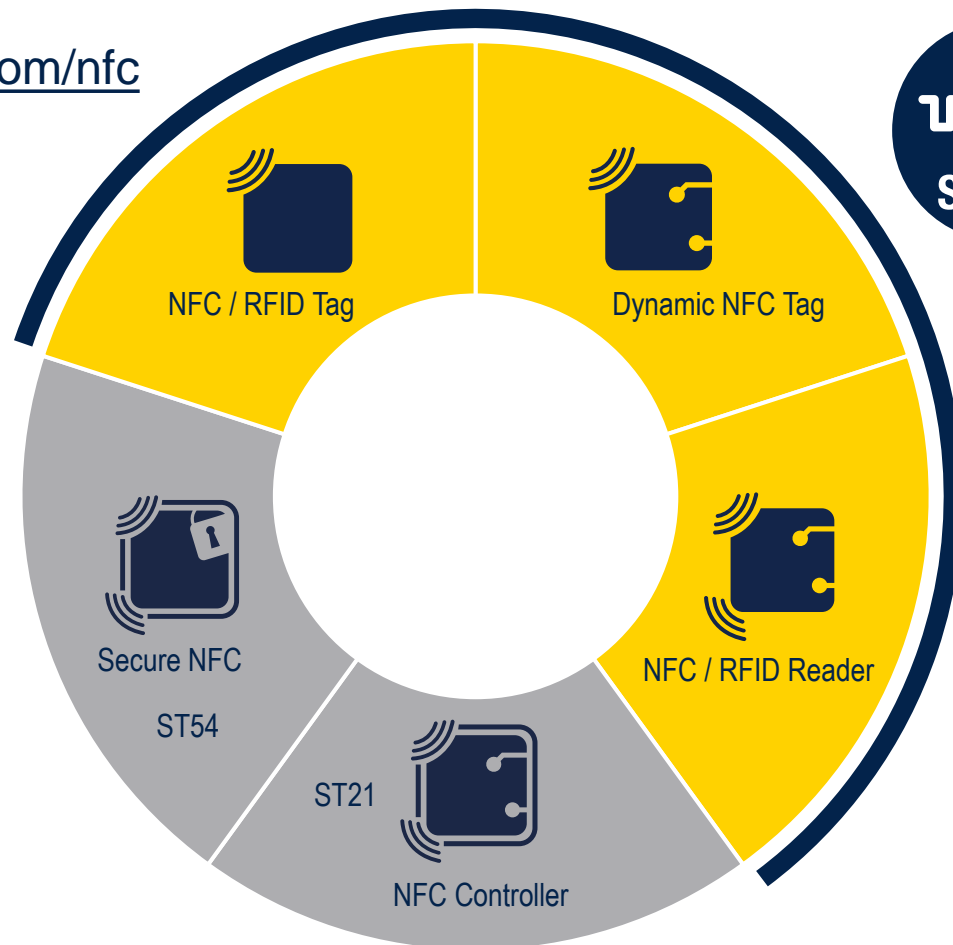 om/nfc
NFC / RFID Tag
Dynamic NFC Tag
NFC / RFID Reader
Secure NFC
ST54
ST21
NFC Controller